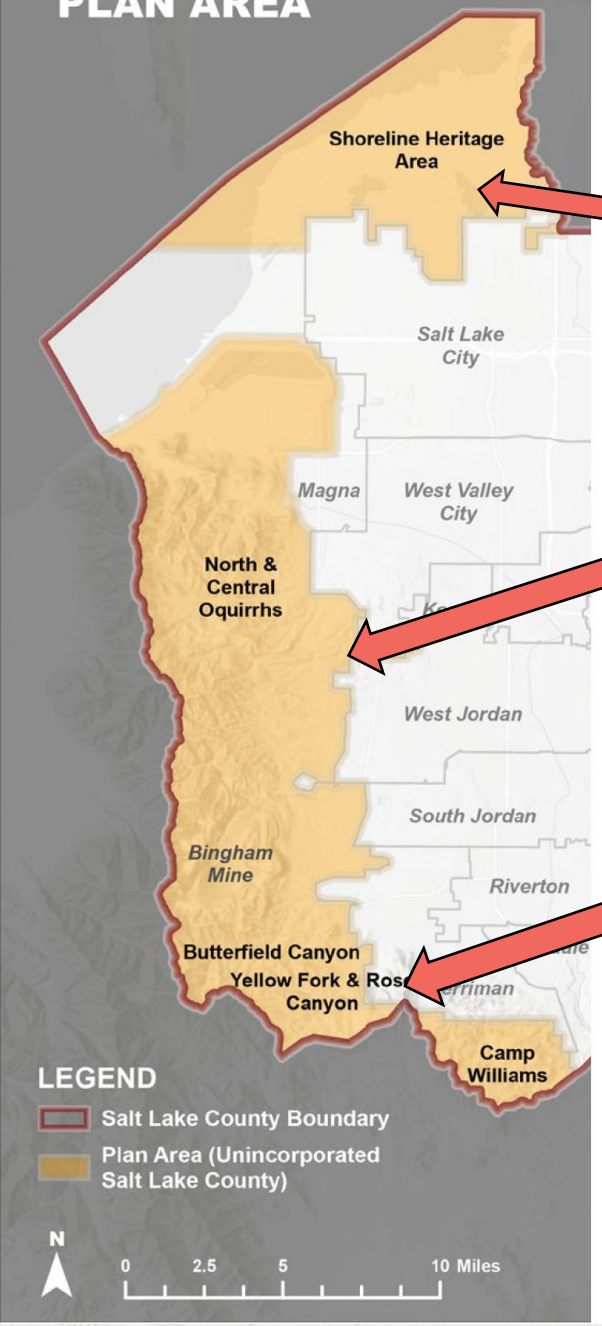 PLAN AREA
Shoreline Heritage
Area
Salt Lake
City
Magna
West Valley
City
North &
Central
Oquirrhs
West Jordan
South Jordan
Bingham
Mine
Riverton
Butterfield Canyon
Yellow Fork &
Canyon
Camp
Williams
LEGEND
Salt Lake County Boundary
Plan Area (Unincorporated
Salt Lake County)
N
0 2.5 5 10 Miles